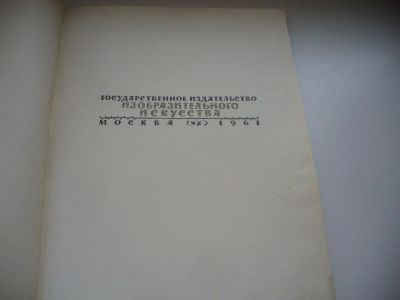 ГОСУДАРСТВЕННОЕ ИЗДАТЕЛЬСТВО
ИЗОБРАЗИТЕЛЬНОГО
ИСКУССТВА
МОСКВА 1961